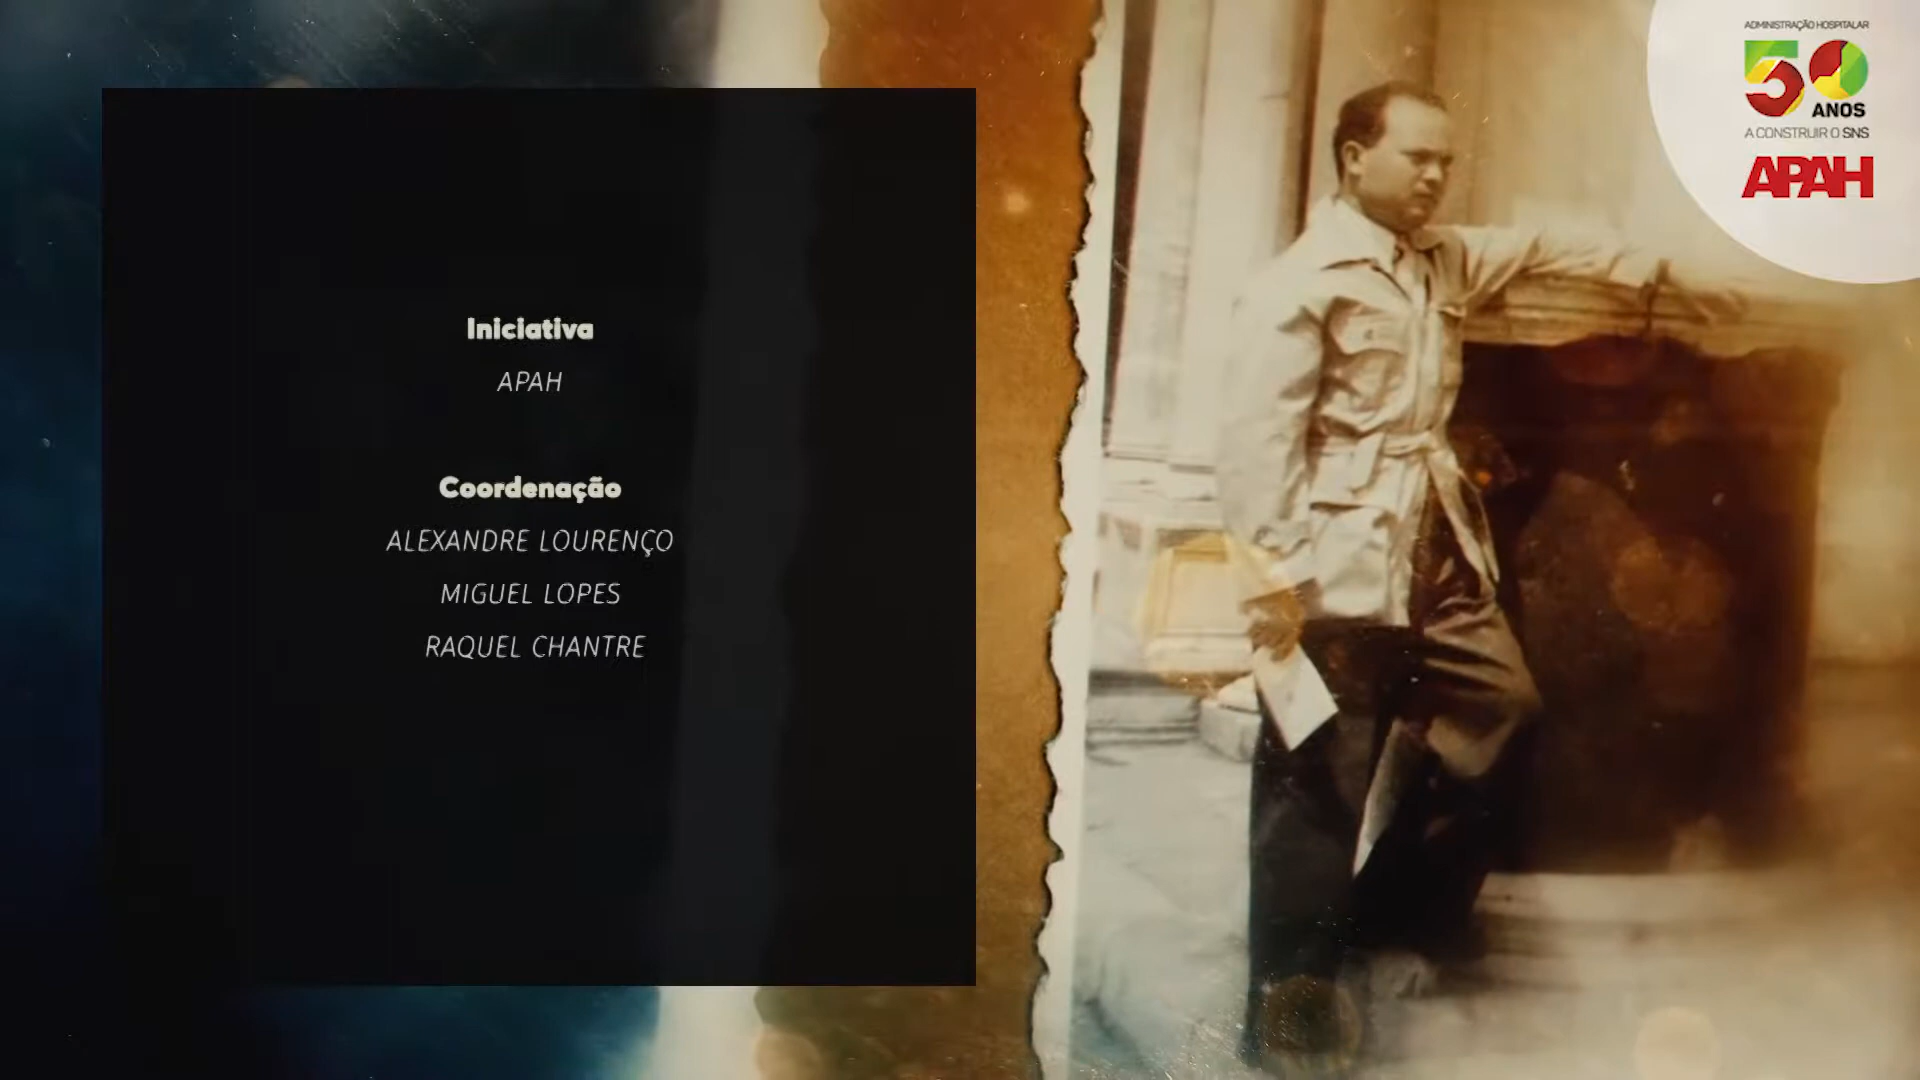 Iniciativa
APAH
Coordenação
ALEXANDRE LOURENÇO
MIGUEL LOPES
RAQUEL CHANTRE
ADMINISTRAÇÃO HOSPITALAR
50
ANOS
A CONSTRUIR O SNS
APAH